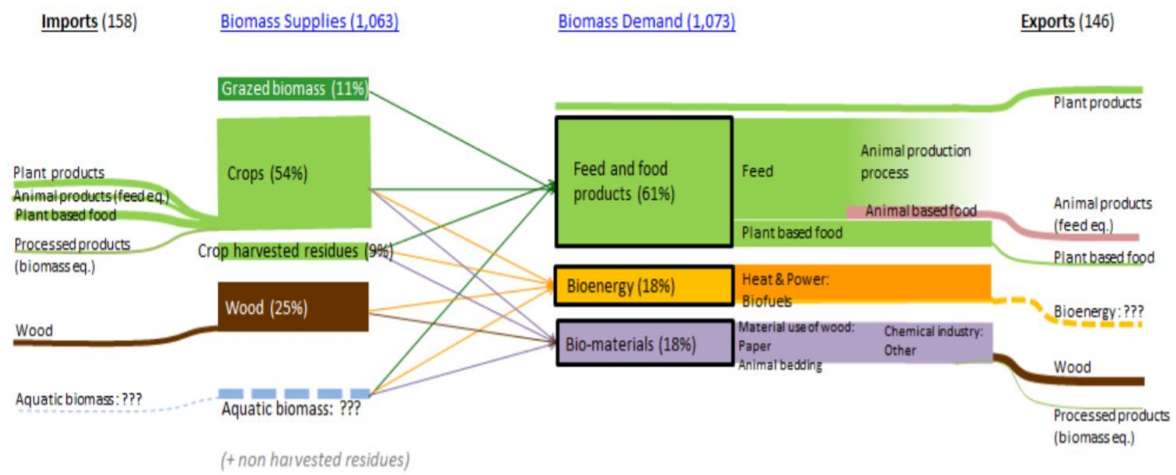 Imports (158)
Biomass Supplies (1,063)
Biomass Demand (1,073)
Exports (146)
Grazed biomass (11%)
Plant products
Crops (54%)
Feed and food
products (61%)
Feed
Animal production
process
Plant products
Animal products (feed eq.)
Plant based food
Animal based food
Animal products
(feed eq.)
Processed products
(biomass eq.)
Crop harvested residues (9%)
Plant based food
Plant based food
Wood (25%)
Bioenergy (18%)
Heat & Power:
Biofuels
Bioenergy : ???
Wood
Bio-materials (18%)
Material use of wood:
Paper
Animal bedding
Chemical industry:
Other
Wood
Aquatic biomass : ???
Aquatic biomass: ???
Processed products
(biomass eq.)
(+ non harvested residues)